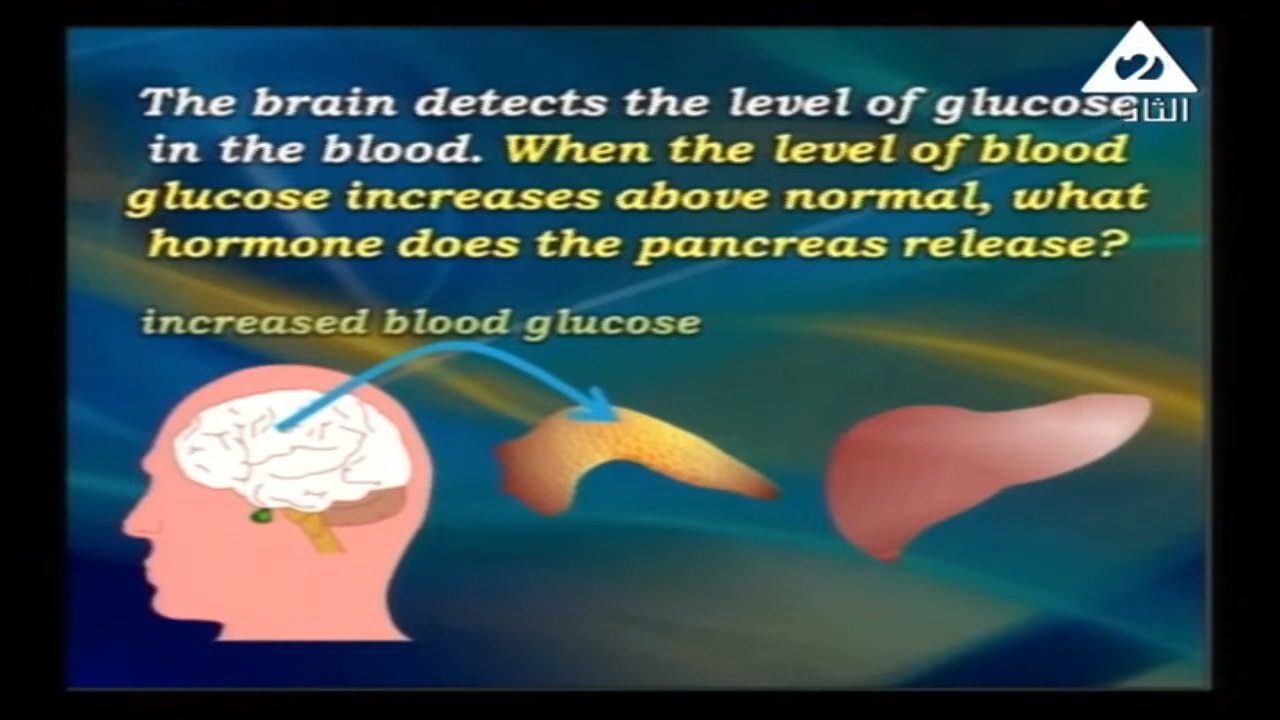 2
The brain detects the level of glucose
in the blood. When the level of blood
glucose increases above normal, what
hormone does the pancreas release?
increased blood glucose